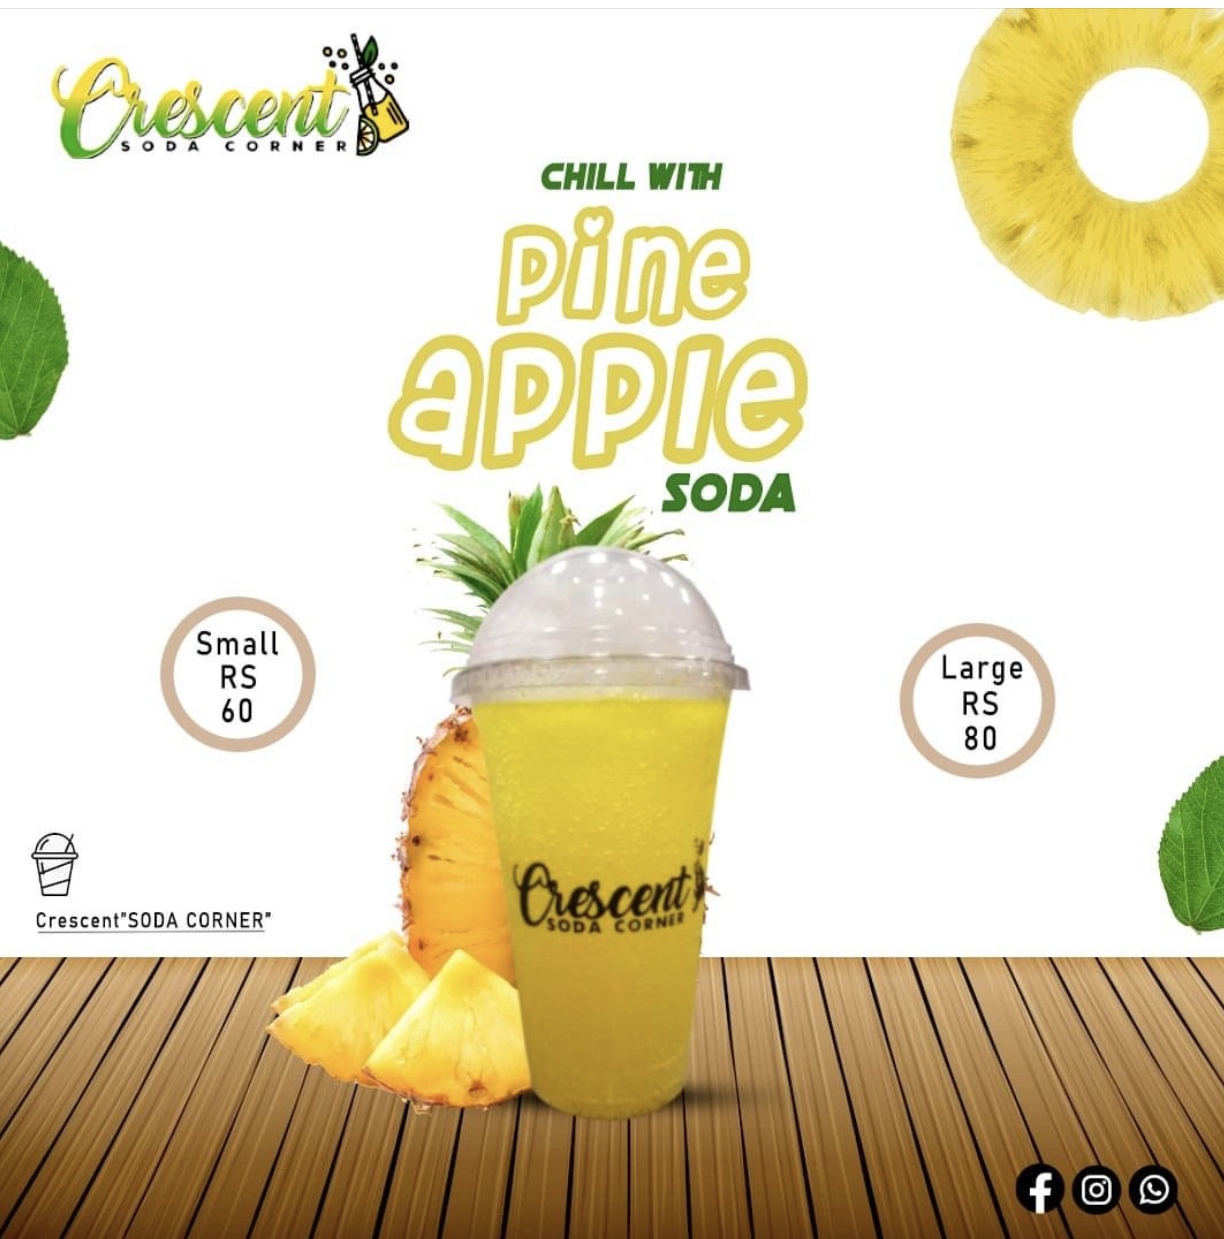 Crescent
SODA CORNER
CHILL WITH
pine
apple
SODA
Small
RS
60
Large
RS
80
Crescent
SODA CORNER
Crescent"SODA CORNER"